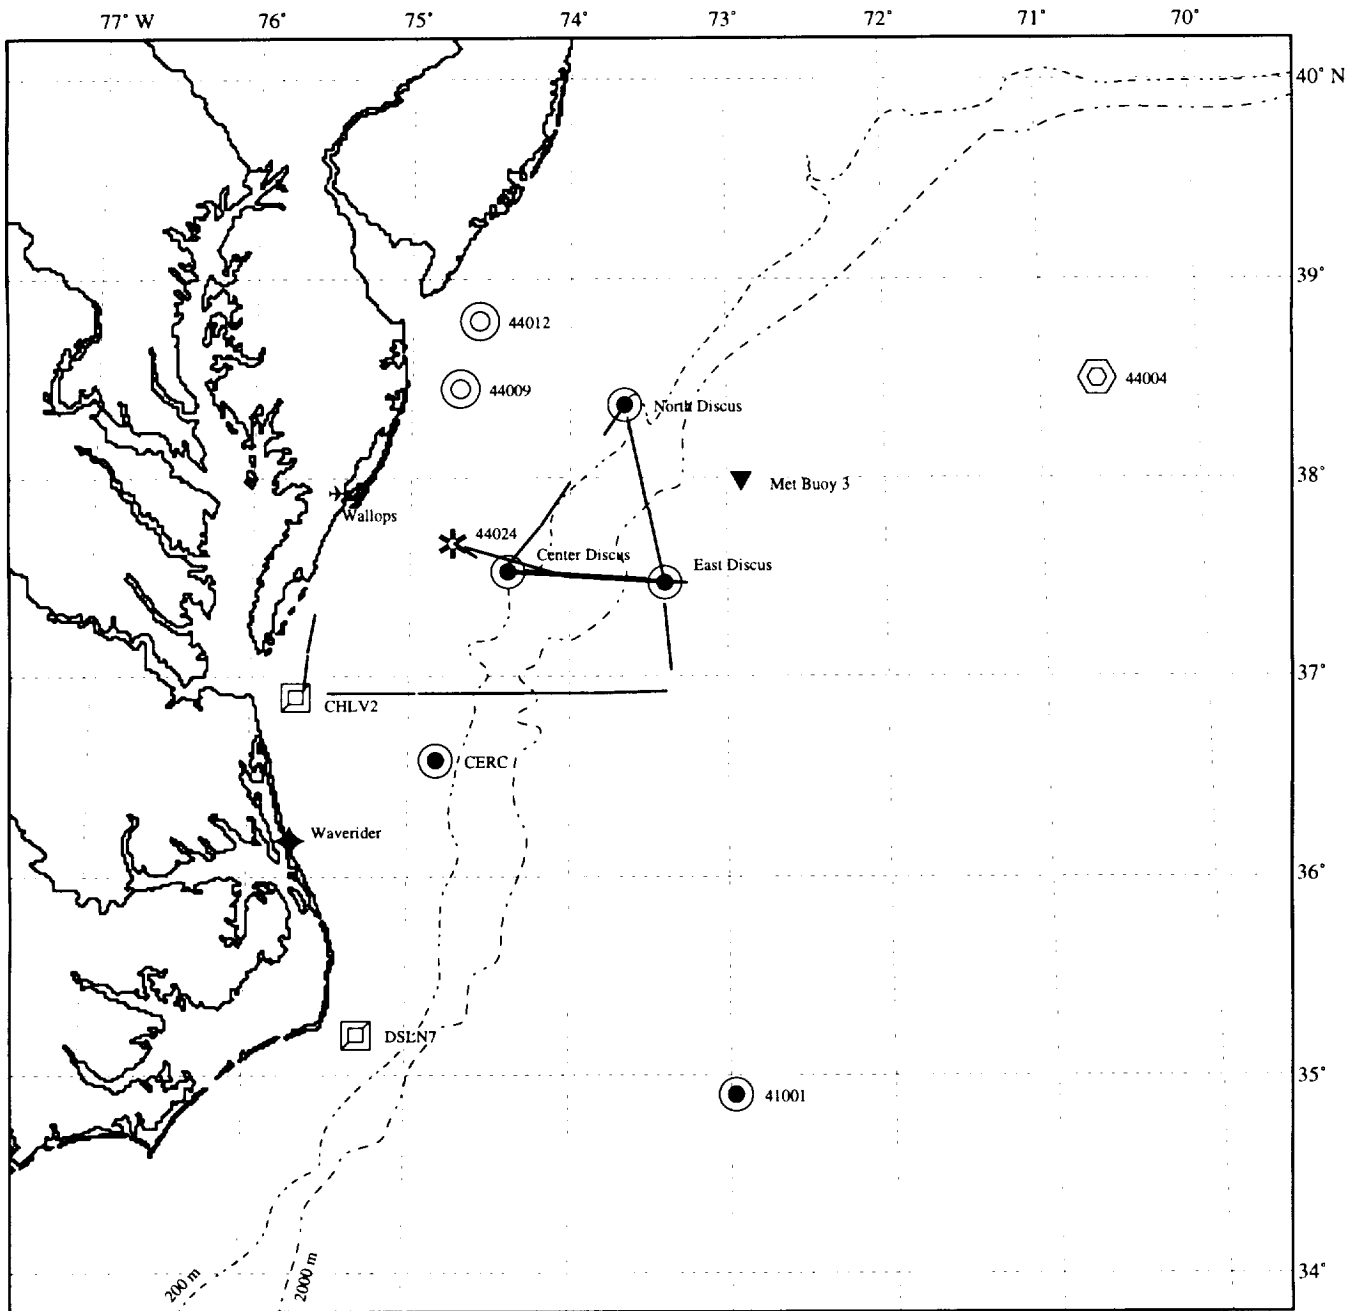 77° W 76° 75° 74° 73° 72° 71° 70°
40° N
39°
44012
44004
44009
North Discus
38°
Met Buoy 3
Wallops
44024
Center Discus
East Discus
37°
CHLV2
CERC
Waverider
36°
DSLN7
35°
41001
34°
200 m
2000 m